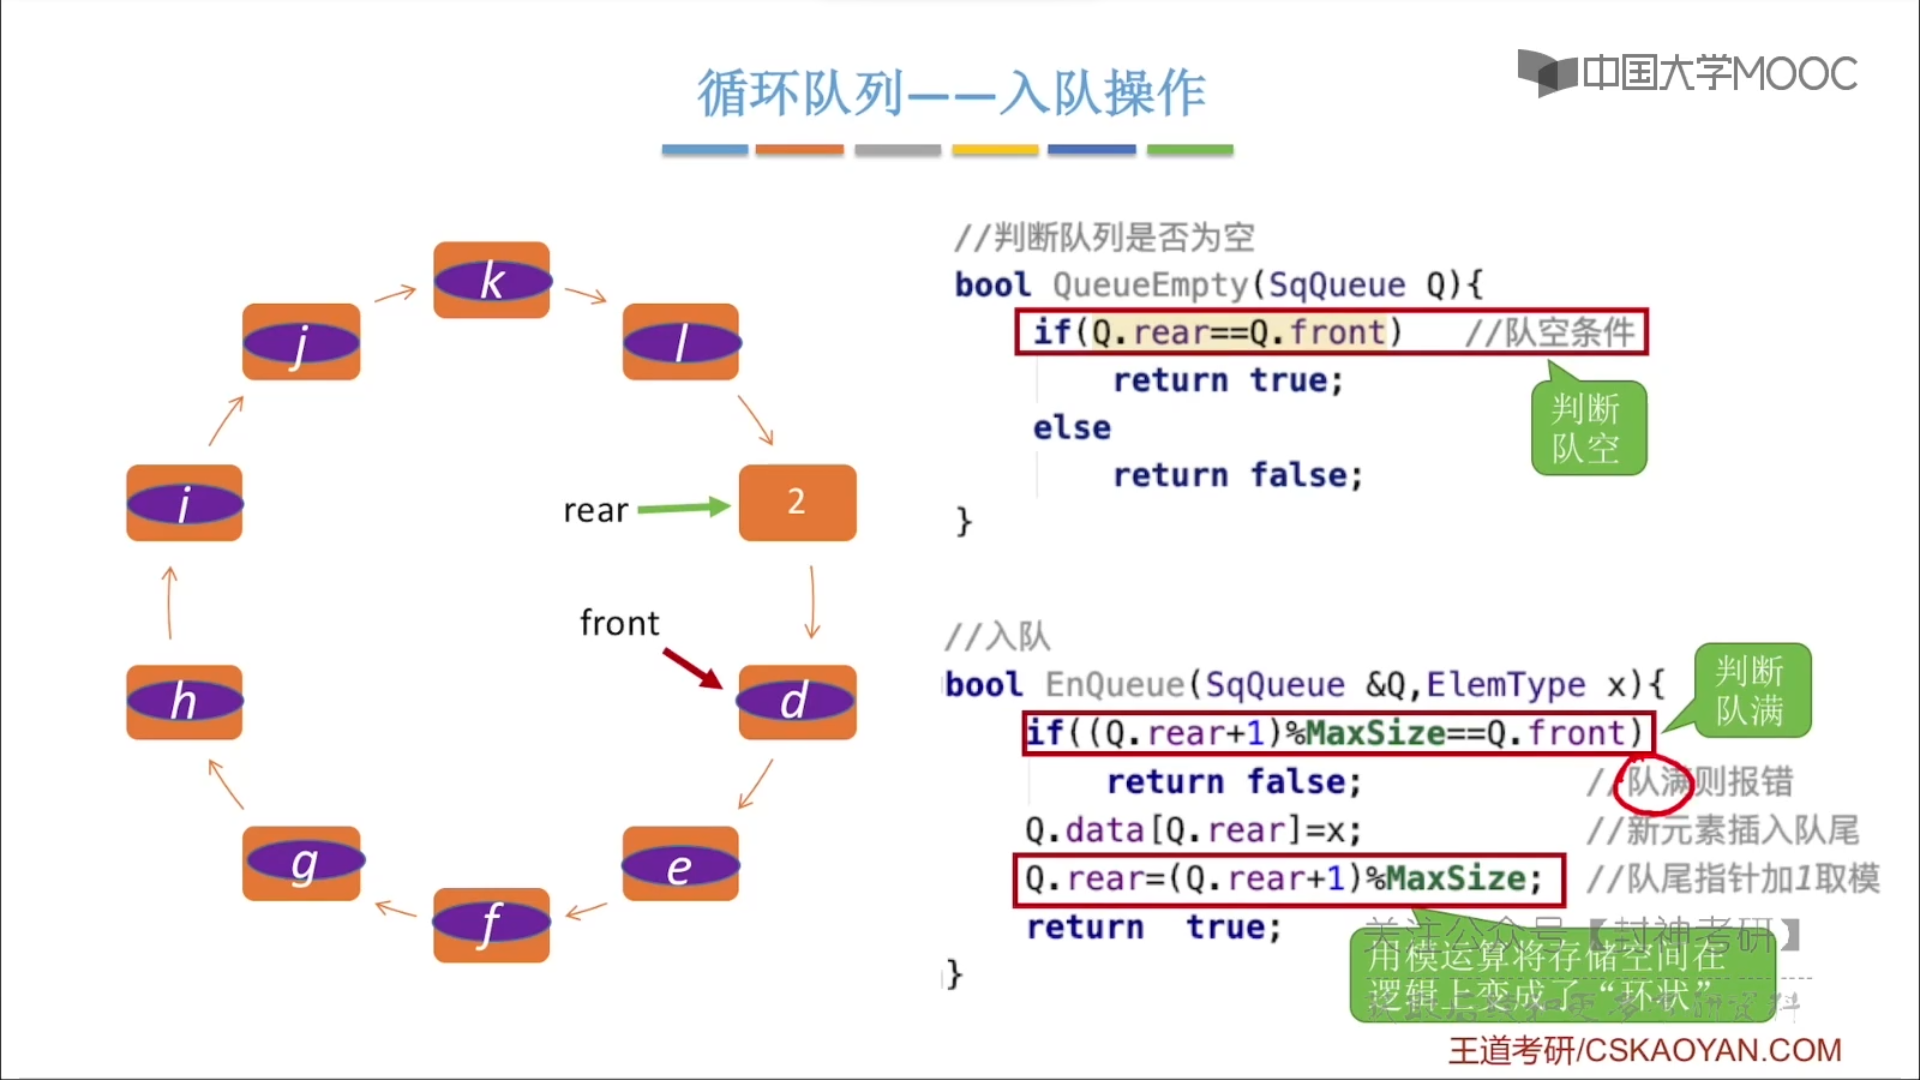 循环队列——入队操作
中国大学MOOC
k
j
l
i
rear
2
front
h
d
g
e
f
//判断队列是否为空
bool QueueEmpty(SqQueue Q){
if(Q.rear==Q.front) //队空条件
return true;
else
return false;
}
判断
队空
//入队
bool EnQueue(SqQueue &Q,ElemType x){
if((Q.rear+1)%MaxSize==Q.front)
return false; //队满则报错
Q.data[Q.rear]=x; //新元素插入队尾
Q.rear=(Q.rear+1)%MaxSize; //队尾指针加1取模
return true;
}
判断
队满
关注公众号【封神考研】
用模运算将存储空间在
逻辑上变成了“环状”
王道考研/CSKAOYAN.COM